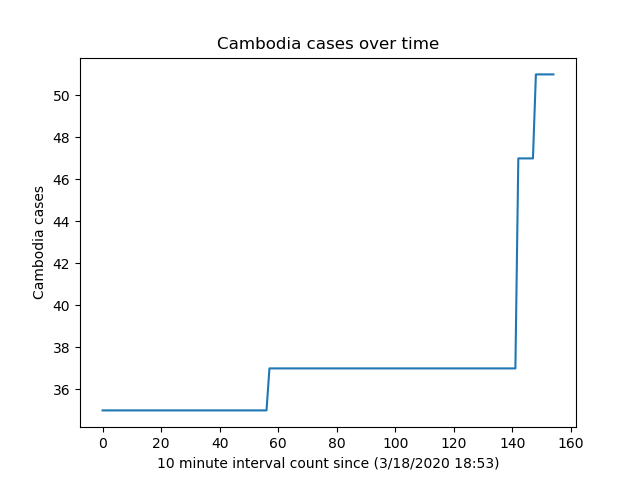 Cambodia cases over time
Cambodia cases
50
48
46
44
42
40
38
36
0 20 40 60 80 100 120 140 160
10 minute interval count since (3/18/2020 18:53)